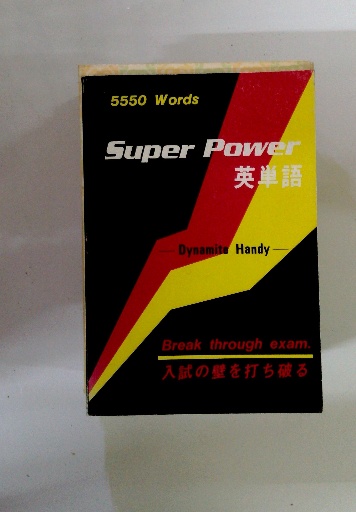 5550 Words
Super Power
英単語
Dynamite Handy
Break through exam.
入試の壁を打ち破る